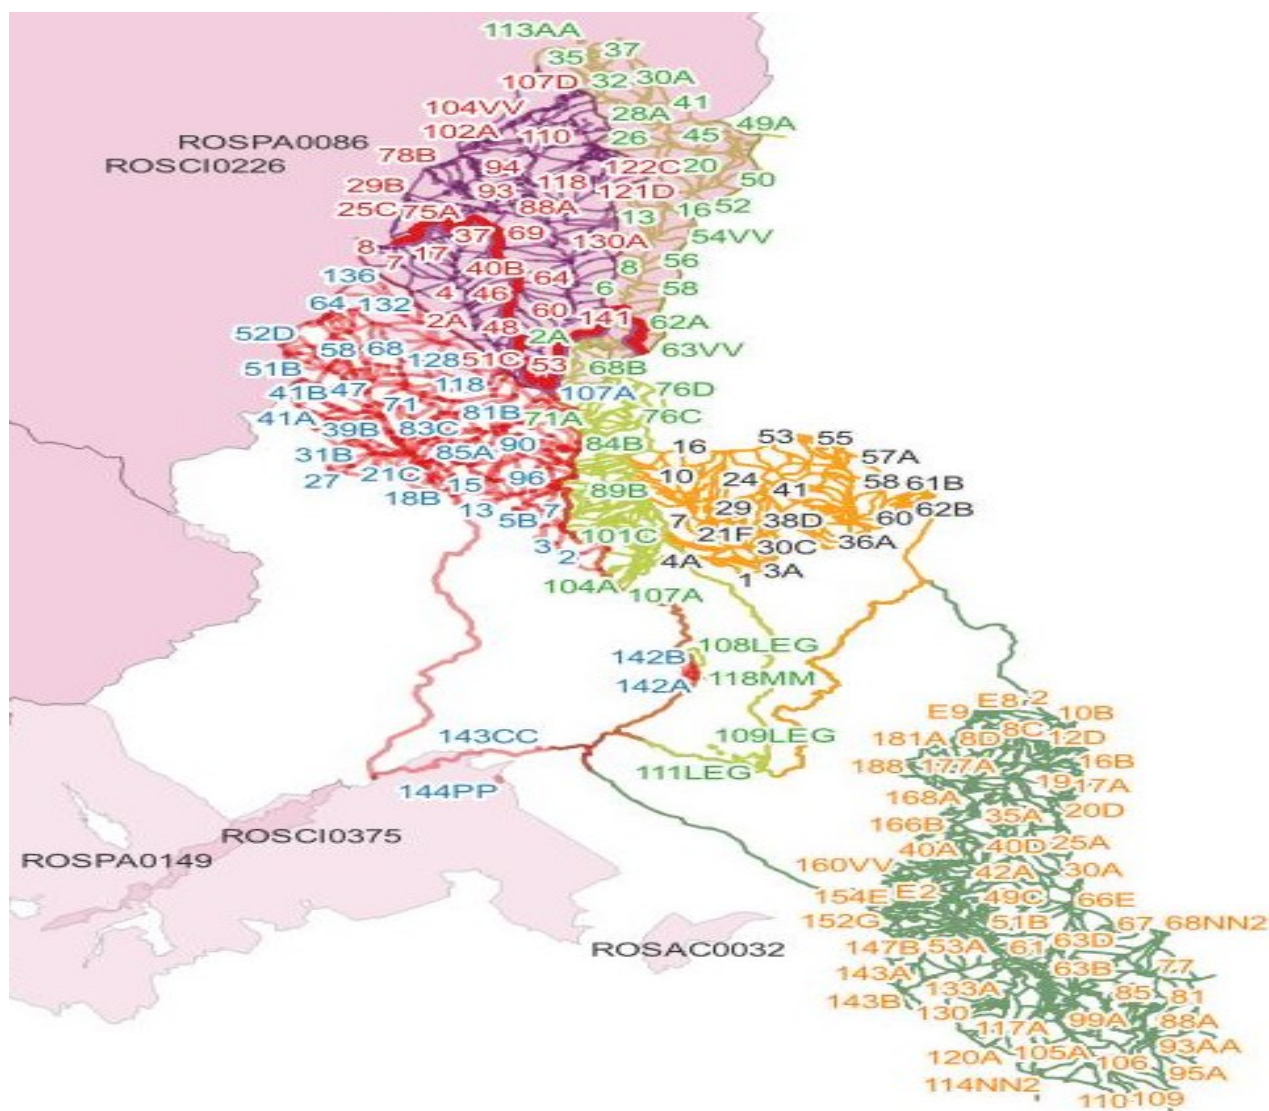 113AA
35 37
107D 32 30A
104VV 28A 41
102A 110 26 45 49A
ROSPA0086
ROSCI0226
78B 94 122C 20
29B 93 118 121D 50
25C 75A 88A 13 16 52
8 37 69 130A 54VV
7 17 40B 64 8 56
136 4 46 6 58
64 132 2A 48 60 141 62A
52D 58 68 128 51C 2A 53 68B 63VV
51B 47 118 107A 76D
41B 71 81B 71A 76C
41A 39B 83C 90 84B 16 53 55
31B 21C 85A 96 10 24 57A
27 18B 15 89B 41 58 61B
13 5B 7 29 38D 60 62B
3 101C 7 21F 30C 36A
2 4A 3A
104A 107A 1
142B 108LEG
142A 118MM
E9 E8 2 10B
143CC 109LEG 181A 8D 8C 12D
111LEG 188 177A 16B
144PP 168A 19 17A
ROSCI0375 166B 35A 20D
ROSPA0149 160VV 40A 40D 25A
42A 30A
154E E2 49C 66E
152G 51B 67 68NN2
ROSAC0032 147B 53A 61 63D
143A 63B 77
143B 133A 85 81
130 117A 99A 88A
120A 105A 106 93AA
114NN2 95A
110 109